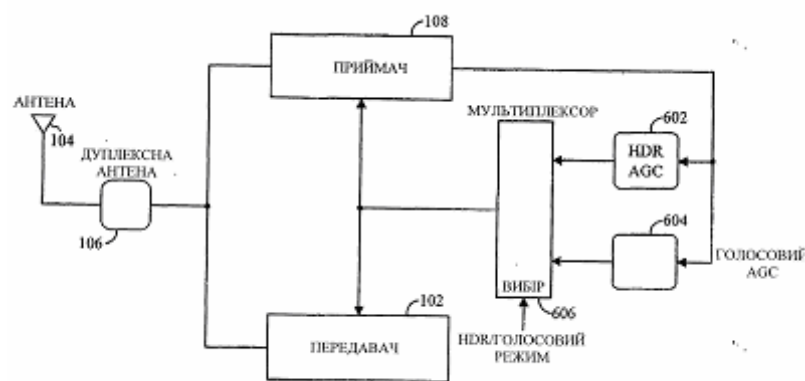 108
ПРИЙМАЧ
АНТЕНА
104
ДУПЛЕКСНА
АНТЕНА
106
МУЛЬТИПЛЕКСОР
602
HDR
AGC
604
ГОЛОСОВИЙ
AGC
ВИБІР
606
HDR/ГОЛОСОВИЙ
РЕЖИМ
102
ПЕРЕДАВАЧ